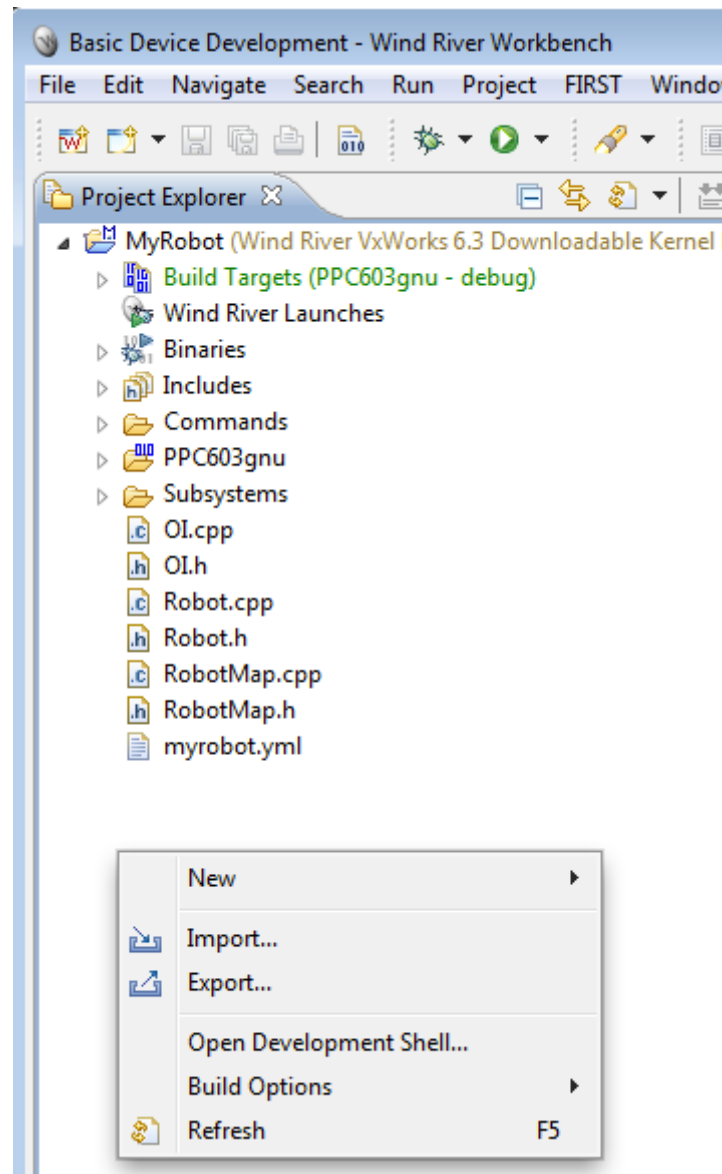 Basic Device Development - Wind River Workbench
File Edit Navigate Search Run Project FIRST Windo
010
Project Explorer
MyRobot (Wind River VxWorks 6.3 Downloadable Kernel
Build Targets (PPC603gnu - debug)
Wind River Launches
Binaries
Includes
Commands
PPC603gnu
Subsystems
.c OI.cpp
.h OI.h
.c Robot.cpp
.h Robot.h
.c RobotMap.cpp
.h RobotMap.h
myrobot.yml
New
Import...
Export...
Open Development Shell...
Build Options
Refresh F5